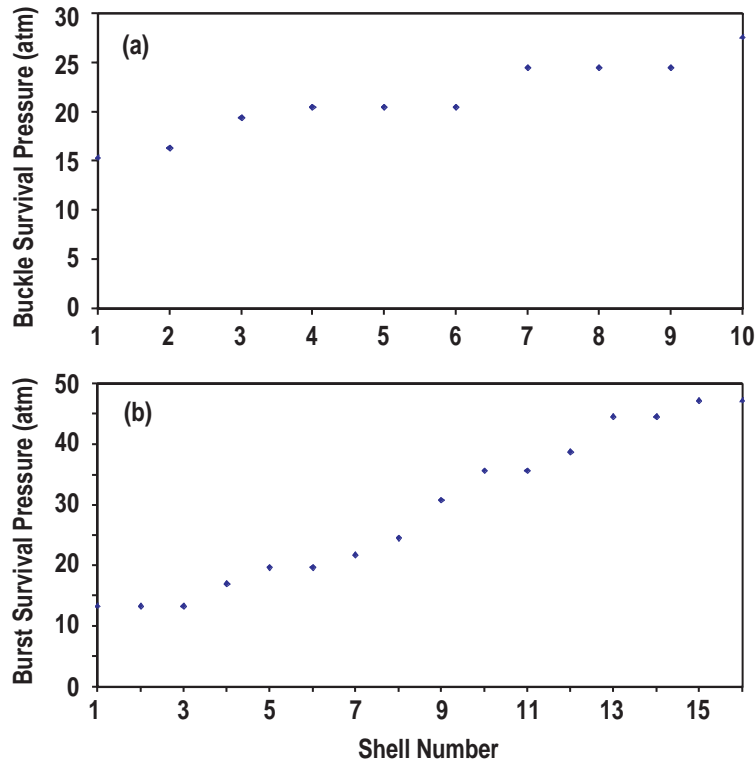 Buckle Survival Pressure (atm)
(a)
30
25
20
15
10
5
0
1 2 3 4 5 6 7 8 9 10
Burst Survival Pressure (atm)
(b)
50
40
30
20
10
0
1 3 5 7 9 11 13 15
Shell Number